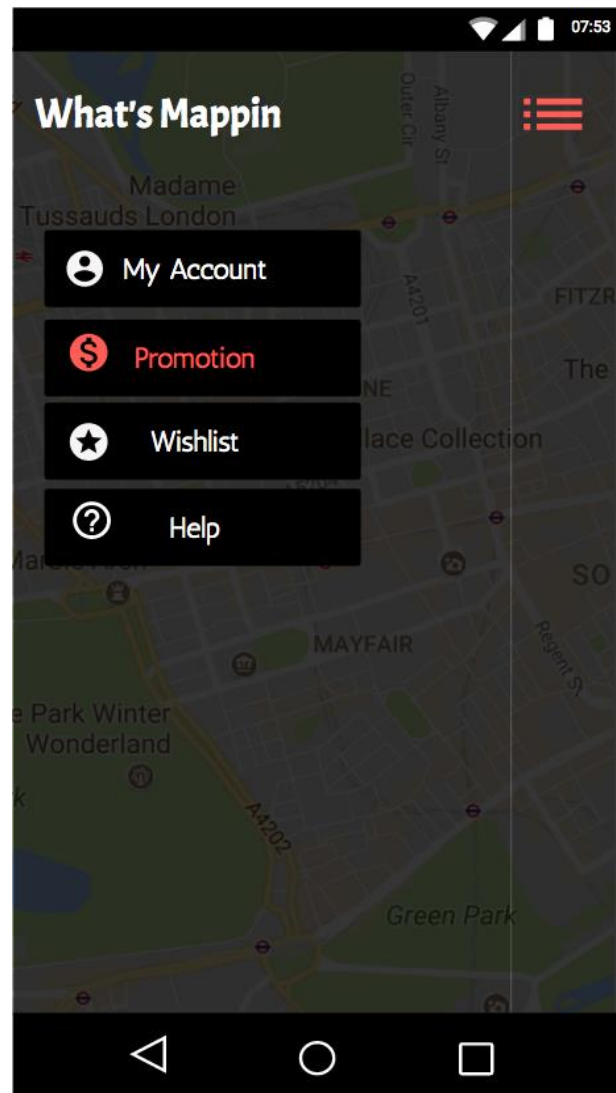 07:53
What's Mappin
Outer Cir
Albany St
Madame
Tussauds London
My Account
A4201
FITZR
Promotion
The
NE
Wishlist
llace Collection
Help
SO
MAYFAIR
Regent St
e Park Winter
Wonderland
k
A4202
Green Park